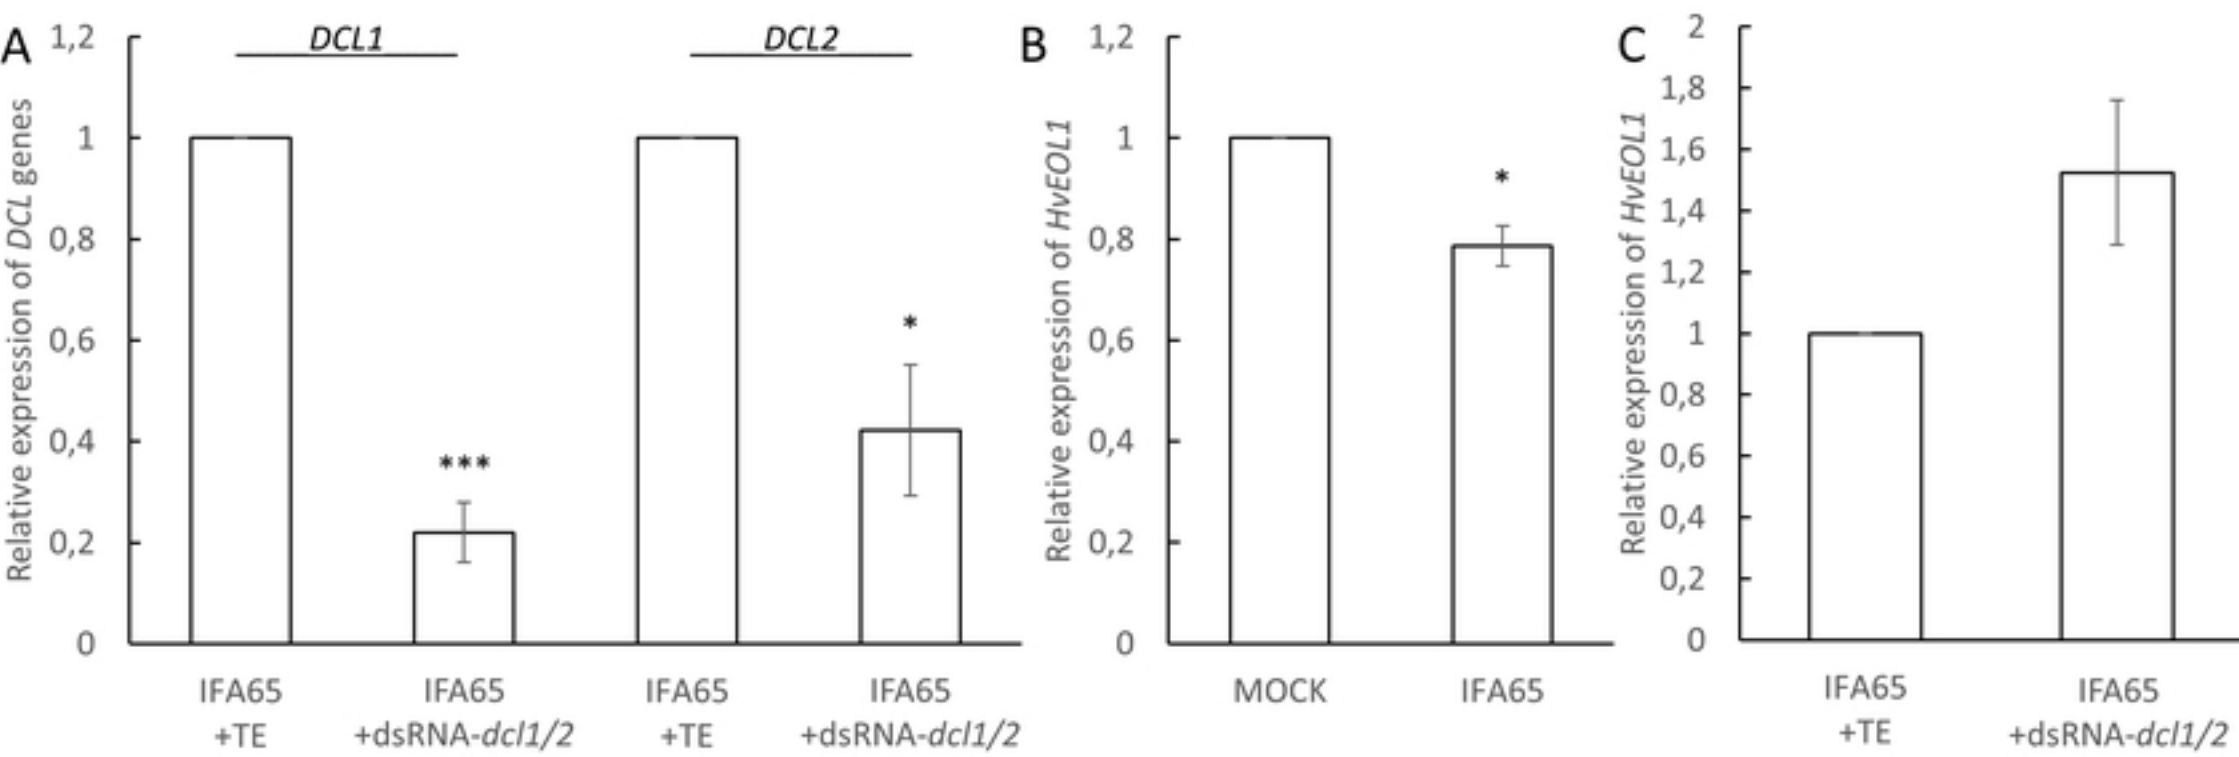 A
Relative expression of DCL genes
1,2
1
0,8
0,6
0,4
0,2
0
DCL1
DCL2
***
*
IFA65
+TE
IFA65
+dsRNA-dcl1/2
IFA65
+TE
IFA65
+dsRNA-dcl1/2
B
Relative expression of HvEOL1
1,2
1
0,8
0,6
0,4
0,2
0
*
MOCK
IFA65
C
Relative expression of HvEOL1
2
1,8
1,6
1,4
1,2
1
0,8
0,6
0,4
0,2
0
IFA65
+TE
IFA65
+dsRNA-dcl1/2